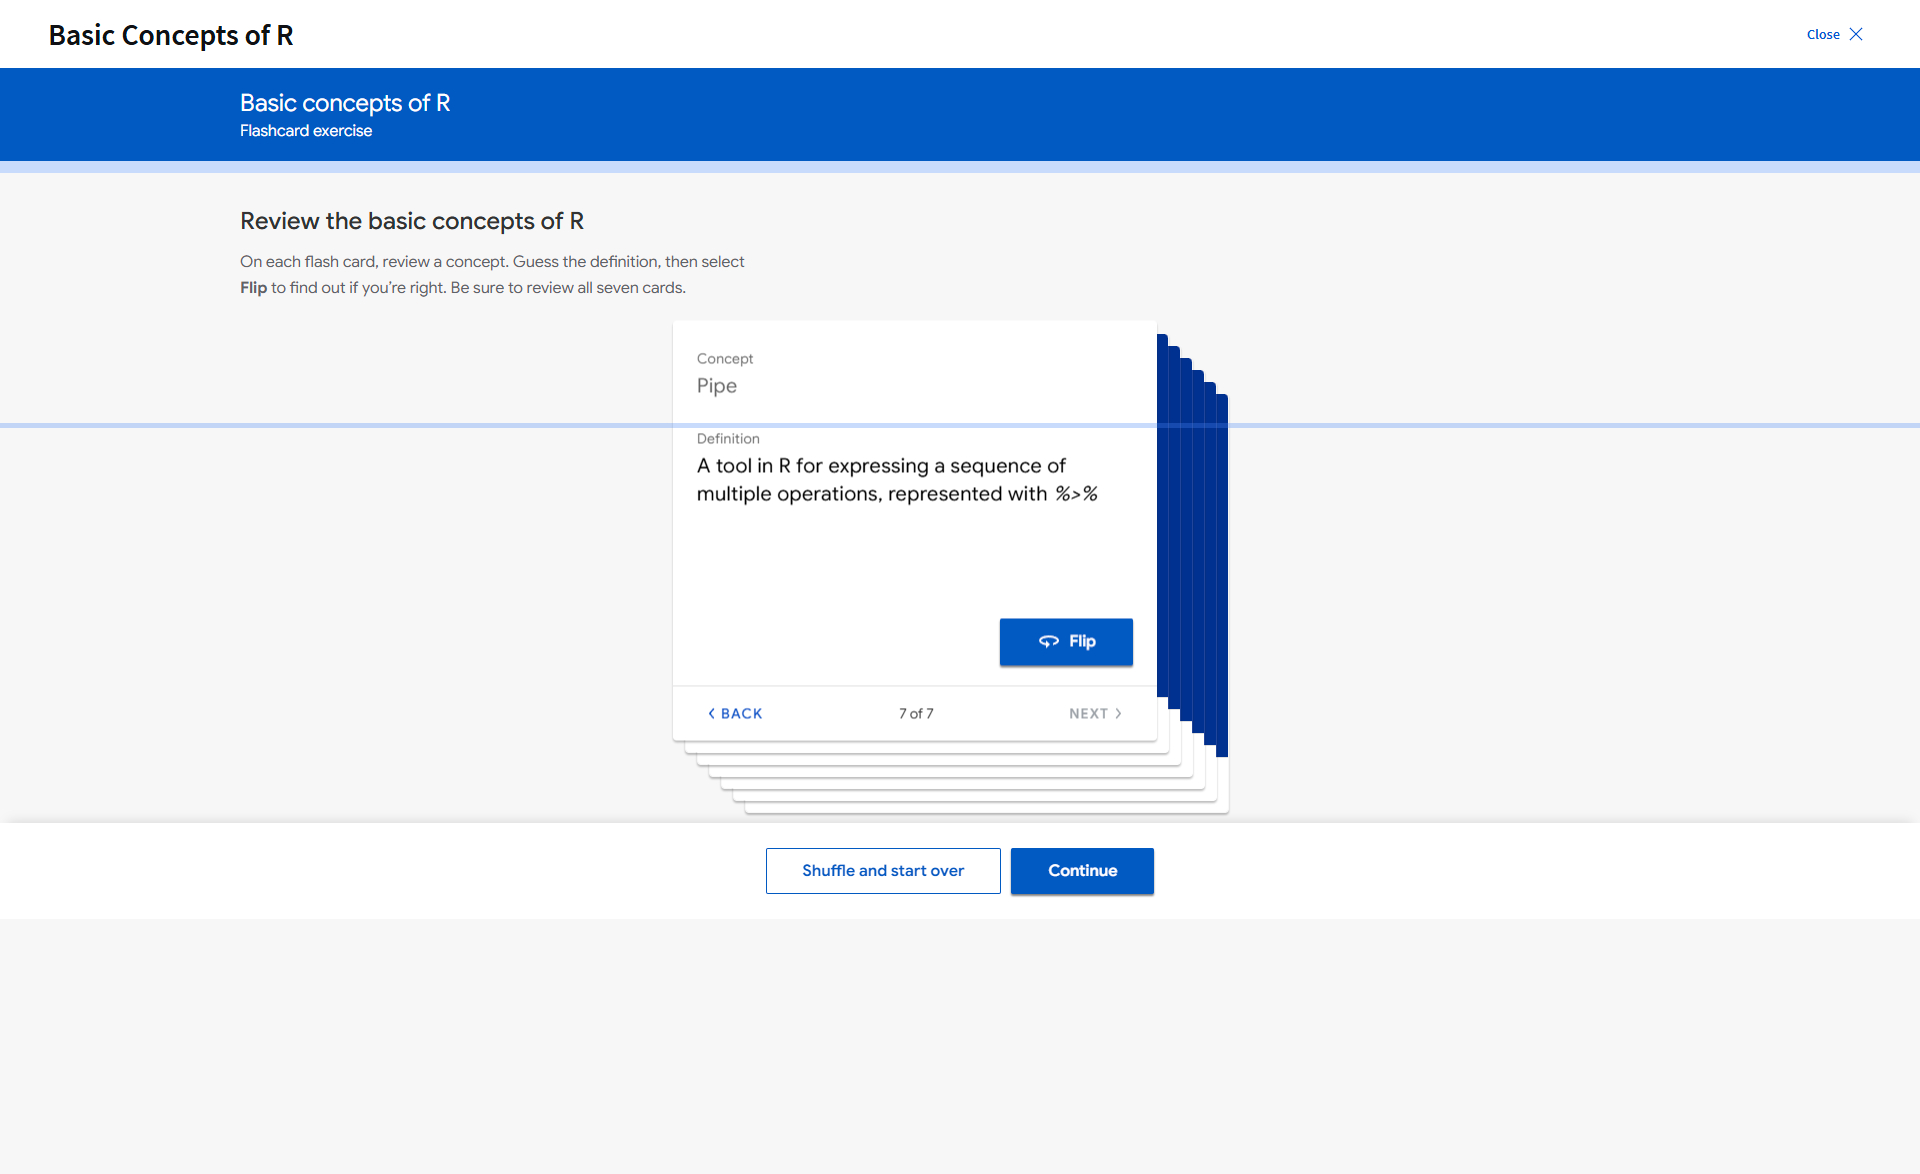 Basic Concepts of R
Close
Basic concepts of R
Flashcard exercise
Review the basic concepts of R
On each flash card, review a concept. Guess the definition, then select
Flip to find out if you’re right. Be sure to review all seven cards.
Concept
Pipe
Definition
A tool in R for expressing a sequence of
multiple operations, represented with %>%
Flip
BACK
7 of 7
NEXT
Shuffle and start over
Continue